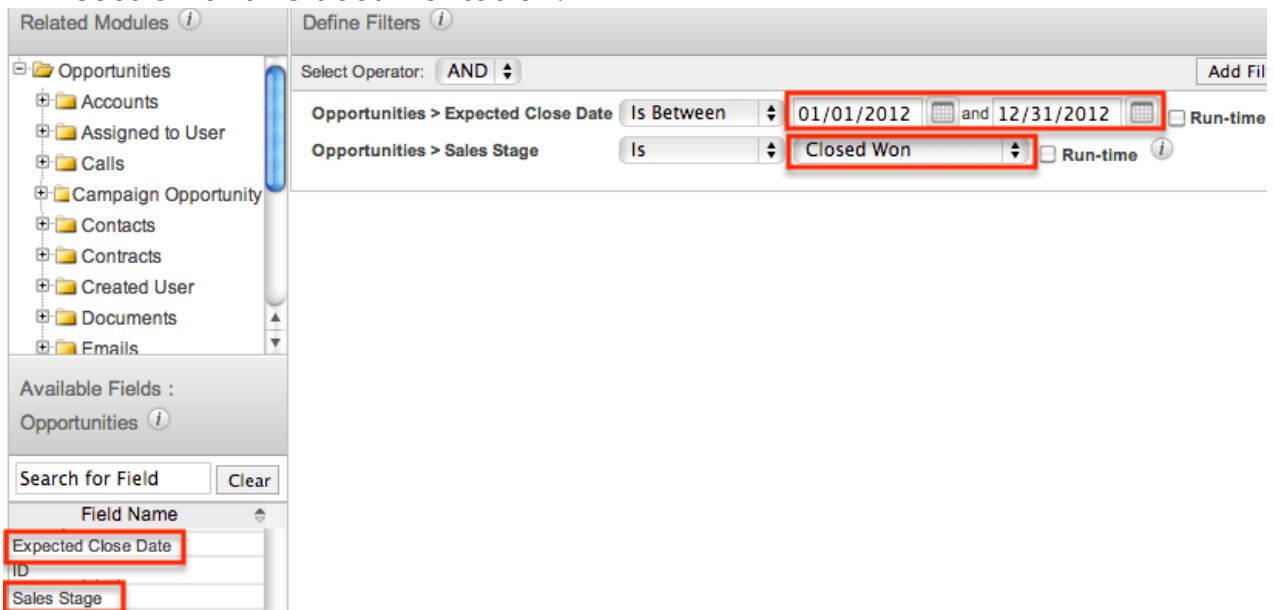 Related Modules i
Define Filters i
Opportunities
Accounts
Assigned to User
Calls
Campaign Opportunity
Contacts
Contracts
Created User
Documents
Emails
Select Operator: AND
Add Fil
Opportunities > Expected Close Date Is Between 01/01/2012 and 12/31/2012 Run-time
Opportunities > Sales Stage Is Closed Won Run-time i
Available Fields :
Opportunities i
Search for Field Clear
Field Name
Expected Close Date
ID
Sales Stage